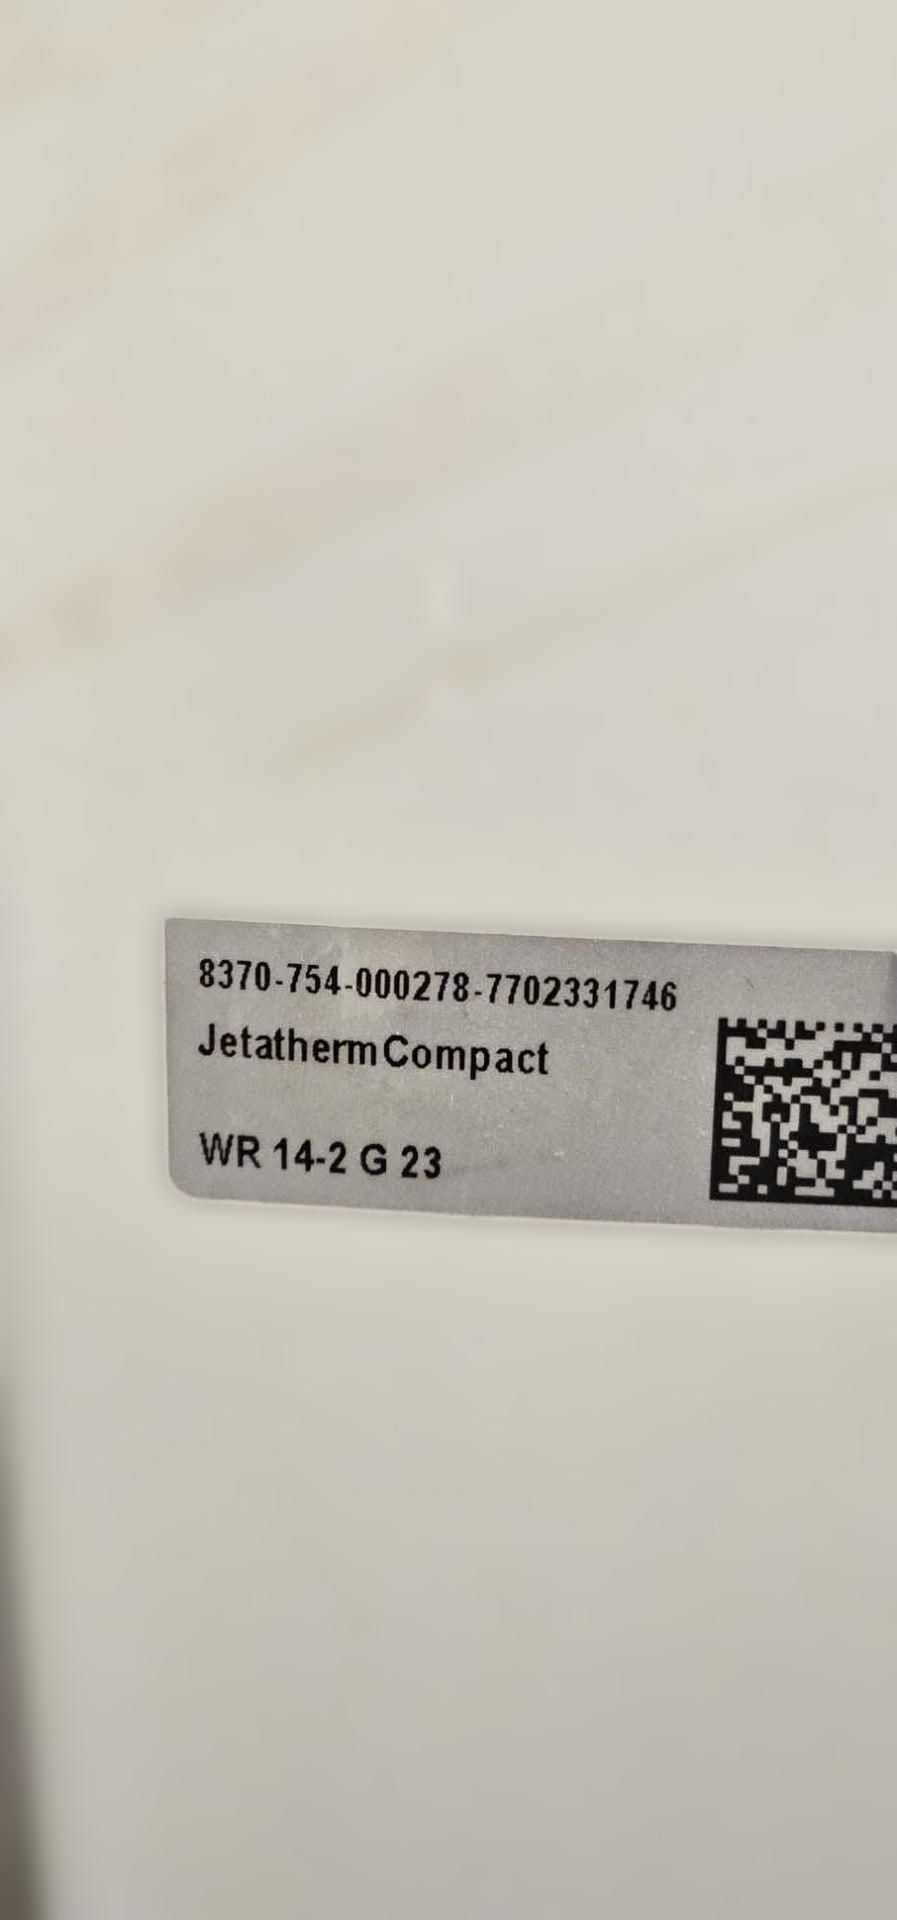 8370-754-000278-7702331746
JetathermCompact
WR 14-2 G 23